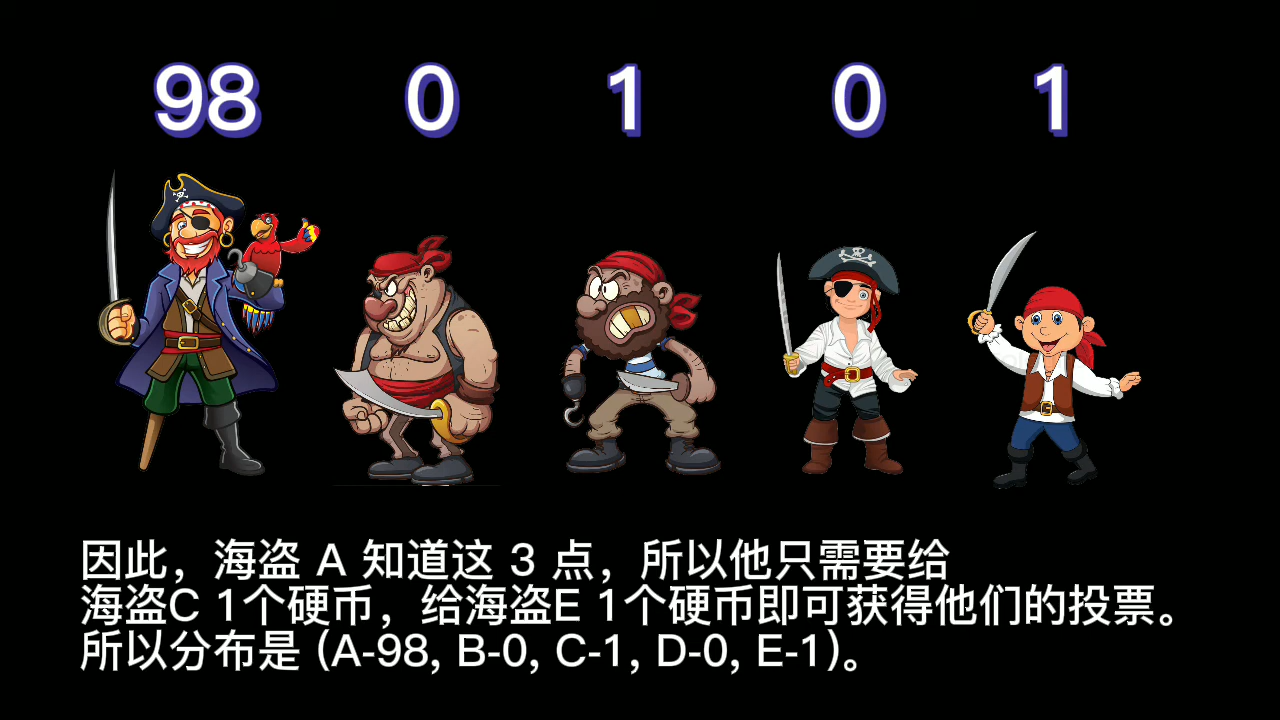 98 0 1 0 1
因此，海盗 A 知道这 3 点，所以他只需要给
海盗C 1个硬币，给海盗E 1个硬币即可获得他们的投票。
所以分布是 (A-98, B-0, C-1, D-0, E-1)。